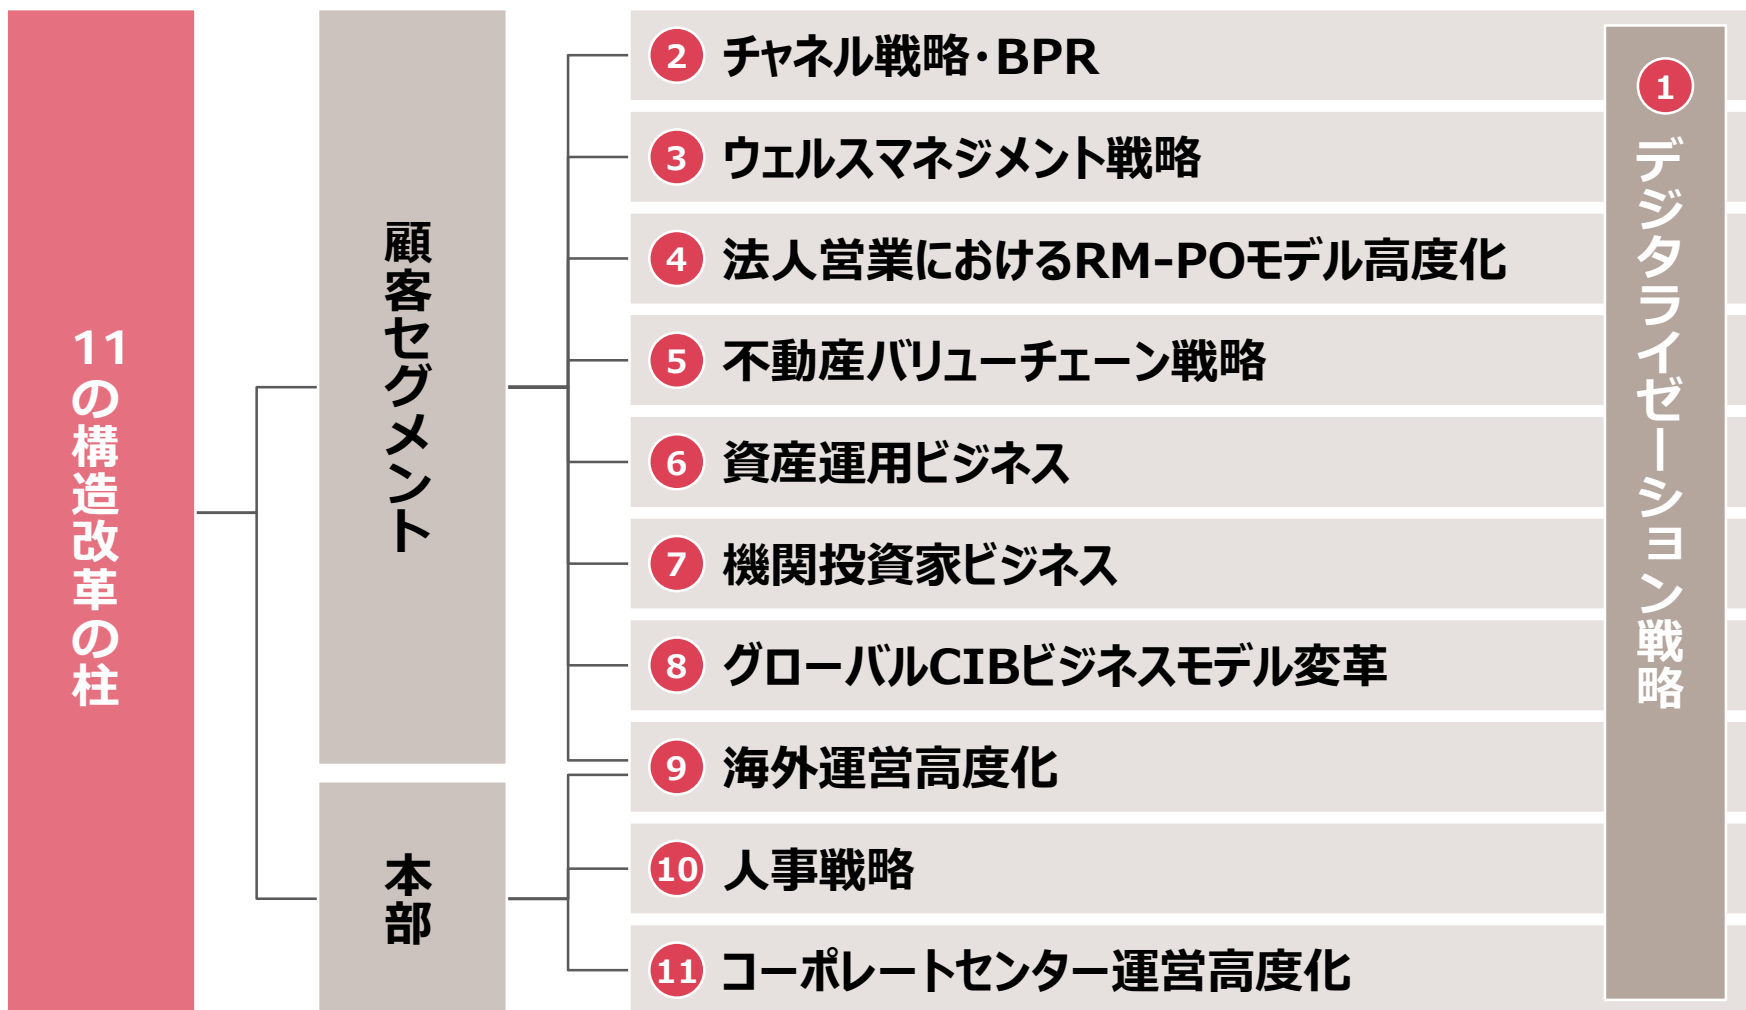 11の構造改革の柱
顧客セグメント
本部
2 チャネル戦略・BPR
3 ウェルスマネジメント戦略
4 法人営業におけるRM-POモデル高度化
5 不動産バリューチェーン戦略
6 資産運用ビジネス
7 機関投資家ビジネス
8 グローバルCIBビジネスモデル変革
9 海外運営高度化
10 人事戦略
11 コーポレートセンター運営高度化
1 デジタライゼーション戦略